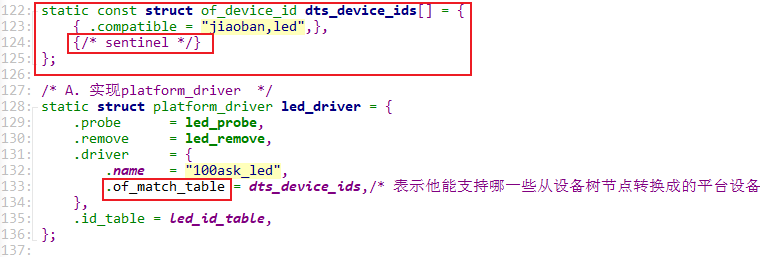 122: static const struct of_device_id dts_device_ids[] = {
123:     { .compatible = "jiaoban,led",},
124:     {/* sentinel */}
125: };
126:
127: /* A. 实现platform_driver  */
128: static struct platform_driver led_driver = {
129:     .probe      = led_probe,
130:     .remove     = led_remove,
131:     .driver     = {
132:         .name   = "100ask_led",
133:         .of_match_table = dts_device_ids,/* 表示他能支持哪一些从设备树节点转换成的平台设备
134:     },
135:     .id_table = led_id_table,
136: };
137: